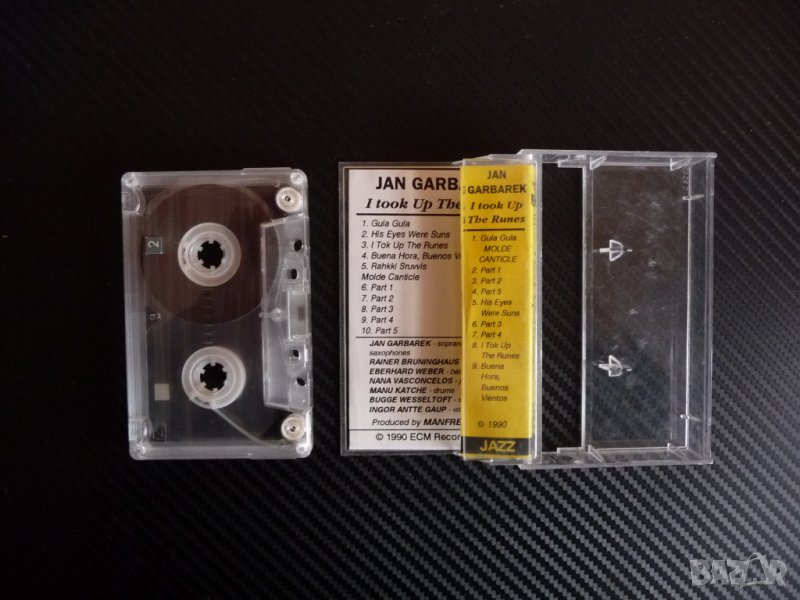 2
JAN GARBA
I took Up The
1. Gula Gula
2. His Eyes Were Suns
3. I Tok Up The Runes
4. Buena Hora, Buenos Vi
5. Rahkki Sruvvis
Molde Canticle
6. Part 1
7. Part 2
8. Part 3
9. Part 4
10. Part 5
JAN GARBAREK - soprano
saxophones
RAINER BRUNINGHAUS
EBERHARD WEBER - bas
NANA VASCONCELOS -
MANU KATCHE - drums
BUGGE WESSELTOFT - s
INGOR ANTTE GAUP - vo
Produced by MANFRE
© 1990 ECM Recor
JAN
GARBAREK
I took Up
The Runes
1. Gula Gula
MOLDE
CANTICLE
2. Part 1
3. Part 2
4. Part 5
5. His Eyes
Were Suns
6. Part 3
7. Part 4
8. I Tok Up
The Runes
9. Buena
Hora,
Buenos
Vientos
© 1990
JAZZ
BAZAR